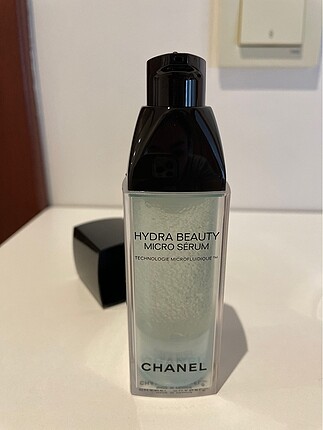 HYDRA BEAUTY
MICRO SÉRUM
TECHNOLOGIE MICROFLUIDIQUE™
CHANEL